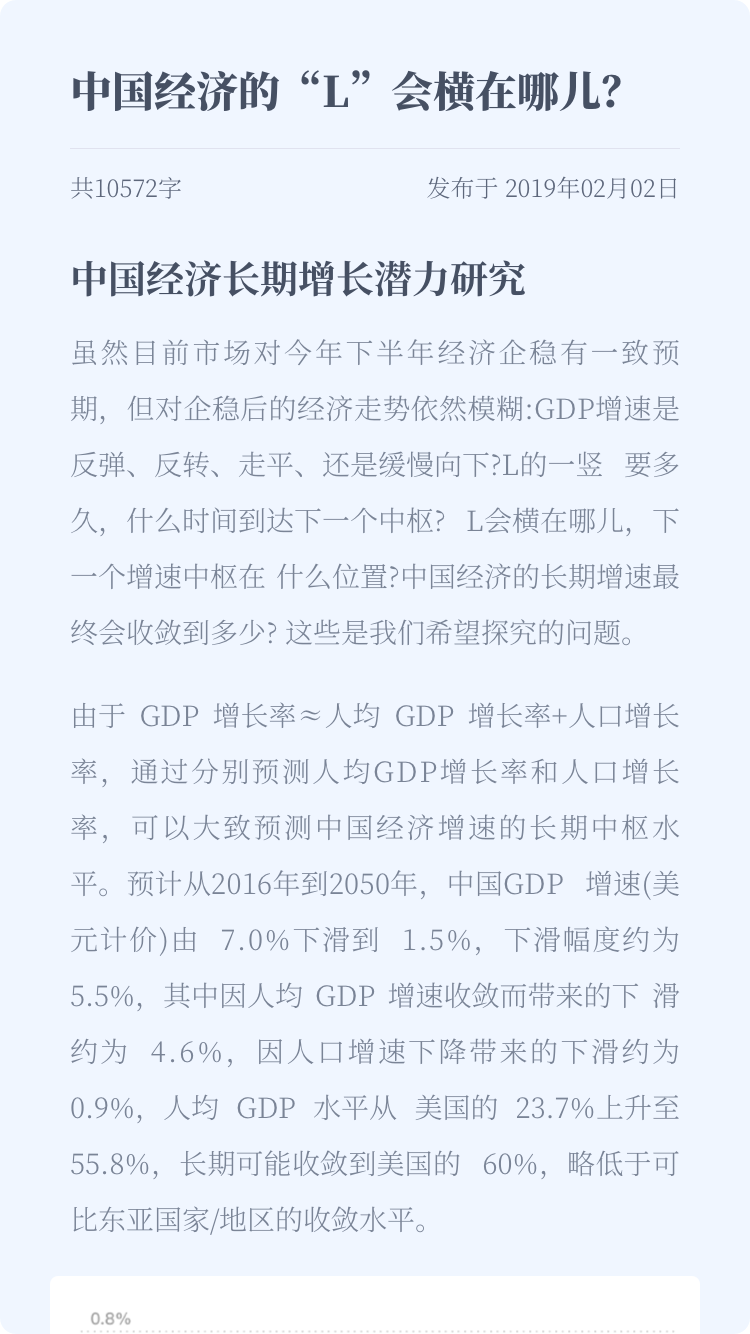 中国经济的“L”会横在哪儿？
共10572字
发布于 2019年02月02日
中国经济长期增长潜力研究
虽然目前市场对今年下半年经济企稳有一致预
期，但对企稳后的经济走势依然模糊:GDP增速是
反弹、反转、走平、还是缓慢向下?L的一竖 要多
久，什么时间到达下一个中枢？ L会横在哪儿，下
一个增速中枢在 什么位置?中国经济的长期增速最
终会收敛到多少? 这些是我们希望探究的问题。
由于 GDP 增长率≈人均 GDP 增长率+人口增长
率，通过分别预测人均GDP增长率和人口增长
率，可以大致预测中国经济增速的长期中枢水
平。预计从2016年到2050年，中国GDP 增速(美
元计价)由 7.0%下滑到 1.5%，下滑幅度约为
5.5%，其中因人均 GDP 增速收敛而带来的下 滑
约为 4.6%，因人口增速下降带来的下滑约为
0.9%，人均 GDP 水平从 美国的 23.7%上升至
55.8%，长期可能收敛到美国的 60%，略低于可
比东亚国家/地区的收敛水平。
0.8%